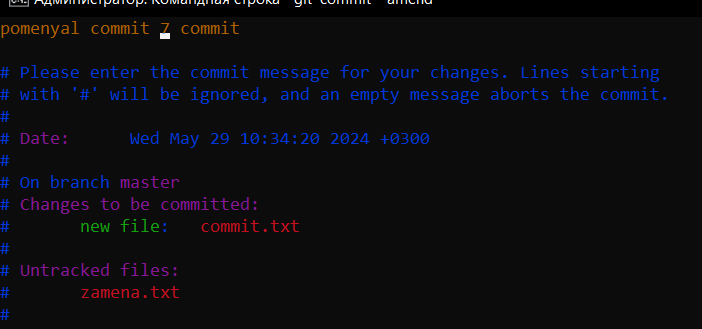 Администратор: Командная строка - git commit --amend
pomenyal commit 7 commit
# Please enter the commit message for your changes. Lines starting
# with '#' will be ignored, and an empty message aborts the commit.
#
# Date:      Wed May 29 10:34:20 2024 +0300
#
# On branch master
# Changes to be committed:
#       new file:   commit.txt
#
# Untracked files:
#       zamena.txt
#